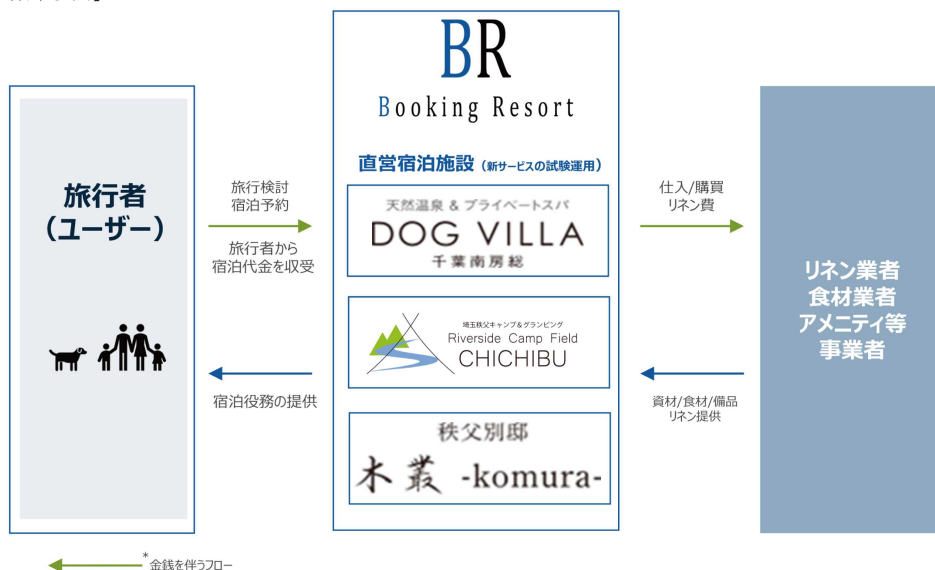 BR
Booking Resort
直営宿泊施設（新サービスの試験運用）
旅行者
（ユーザー）
旅行検討
宿泊予約
旅行者から
宿泊代金を収受
宿泊役務の提供
天然温泉 & プライベートスパ
DOG VILLA
千葉南房総
埼玉秩父キャンプ&グランピング
Riverside Camp Field
CHICHIBU
秩父別邸
木叢 -komura-
仕入/購買
リネン費
資材/食材/備品
リネン提供
リネン業者
食材業者
アメニティ等
事業者
*金銭を伴うフロー